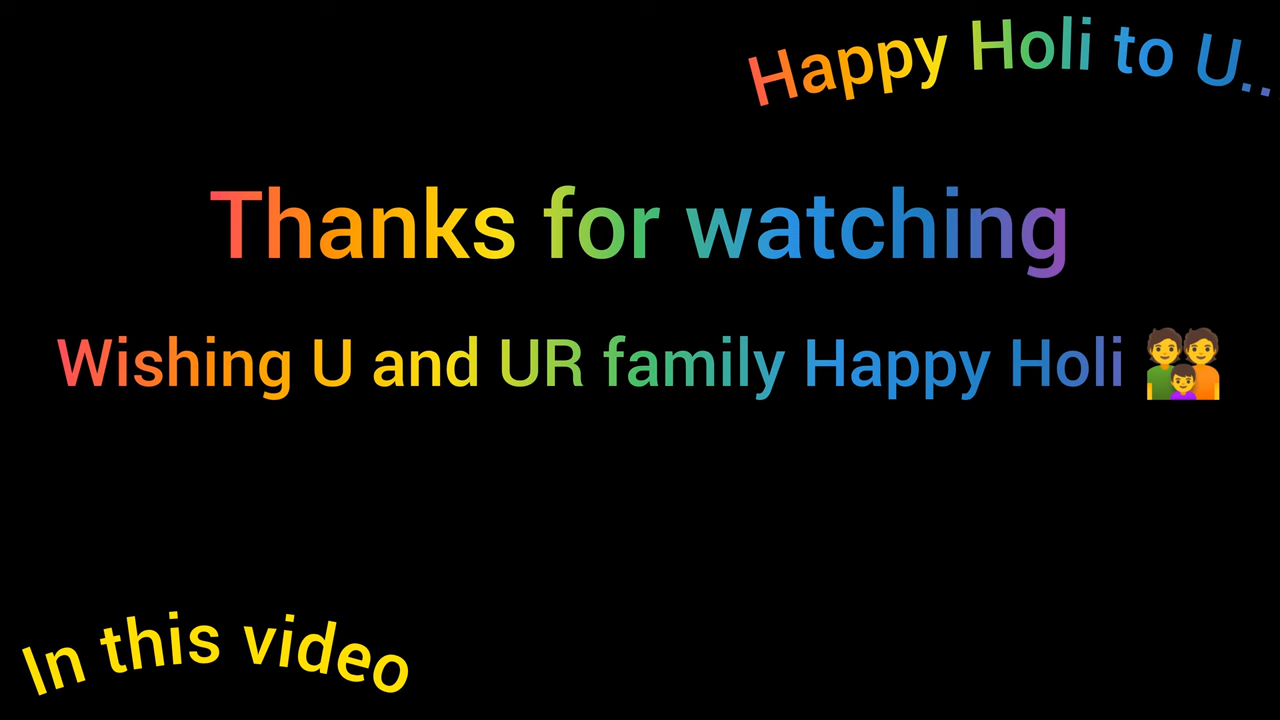 Happy Holi to U..
Thanks for watching
Wishing U and UR family Happy Holi 👪
In this video